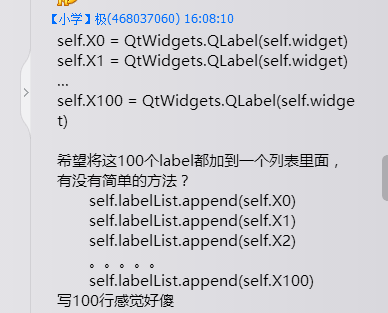 【小学】极(468037060) 16:08:10
self.X0 = QtWidgets.QLabel(self.widget)
self.X1 = QtWidgets.QLabel(self.widget)
...
self.X100 = QtWidgets.QLabel(self.widge
t)
希望将这100个label都加到一个列表里面，
有没有简单的方法？
self.labelList.append(self.X0)
self.labelList.append(self.X1)
self.labelList.append(self.X2)
。。。。。
self.labelList.append(self.X100)
写100行感觉好傻